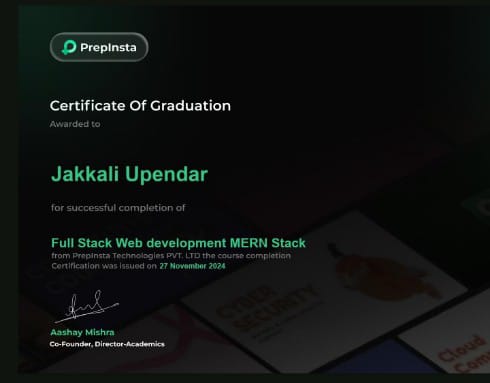 PrepInsta
Certificate Of Graduation
Awarded to
Jakkali Upendar
for successful completion of
Full Stack Web development MERN Stack
from PrepInsta Technologies PVT. LTD the course completion
Certification was issued on 27 November 2024
Aashay Mishra
Co-Founder, Director-Academics
CYBER
SECURITY
Cloud